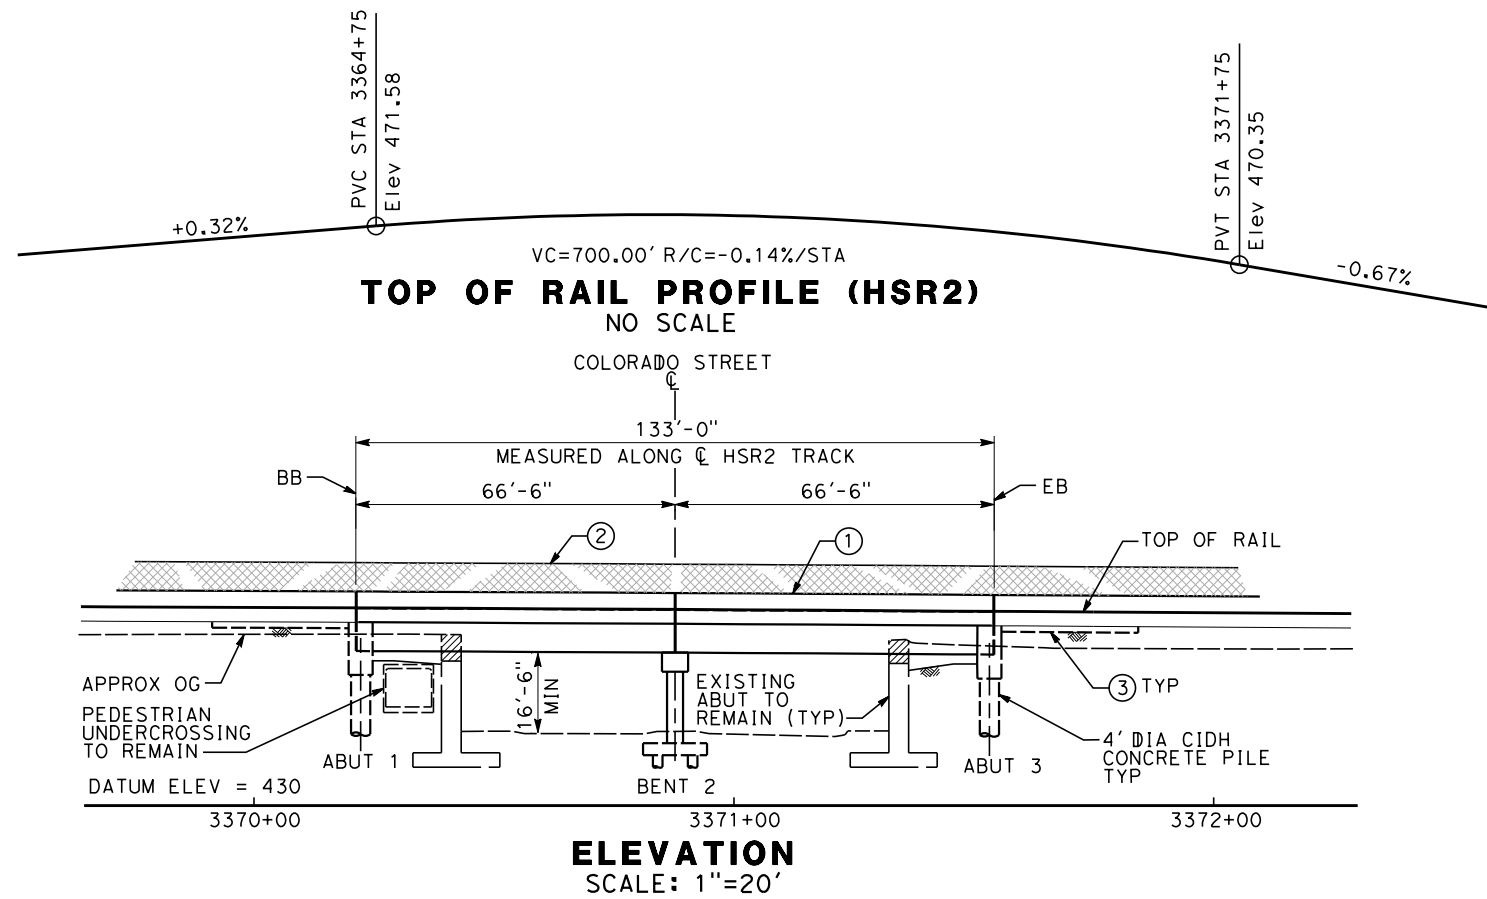 PVC STA 3364+75
Elev 471.58
PVT STA 3371+75
Elev 470.35
+0.32%
-0.67%
VC=700.00' R/C=-0.14%/STA
TOP OF RAIL PROFILE (HSR2)
NO SCALE
COLORADO STREET
℄
133'-0"
MEASURED ALONG ℄ HSR2 TRACK
BB
66'-6"
66'-6"
EB
2
1
TOP OF RAIL
APPROX OG
PEDESTRIAN
UNDERCROSSING
TO REMAIN
16'-6"
MIN
EXISTING
ABUT TO
REMAIN (TYP)
3 TYP
4' DIA CIDH
CONCRETE PILE
TYP
ABUT 1
BENT 2
ABUT 3
DATUM ELEV = 430
3370+00
3371+00
3372+00
ELEVATION
SCALE: 1"=20'